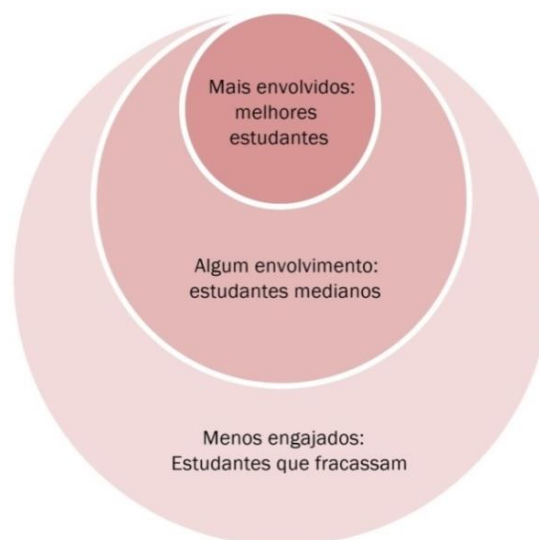 Mais envolvidos:
melhores
estudantes
Algum envolvimento:
estudantes medianos
Menos engajados:
Estudantes que fracassam